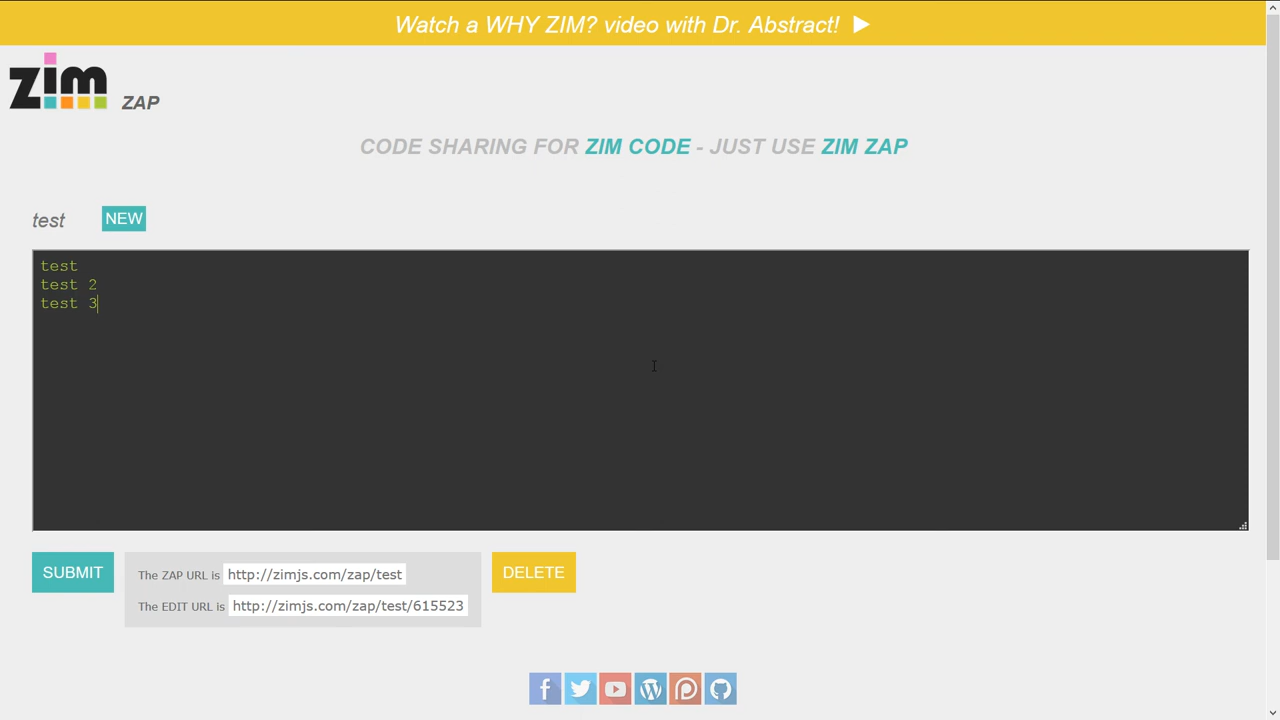 Watch a WHY ZIM? video with Dr. Abstract!
zim ZAP
CODE SHARING FOR ZIM CODE - JUST USE ZIM ZAP
test NEW
test
test 2
test 3
SUBMIT
The ZAP URL is http://zimjs.com/zap/test
The EDIT URL is http://zimjs.com/zap/test/615523
DELETE